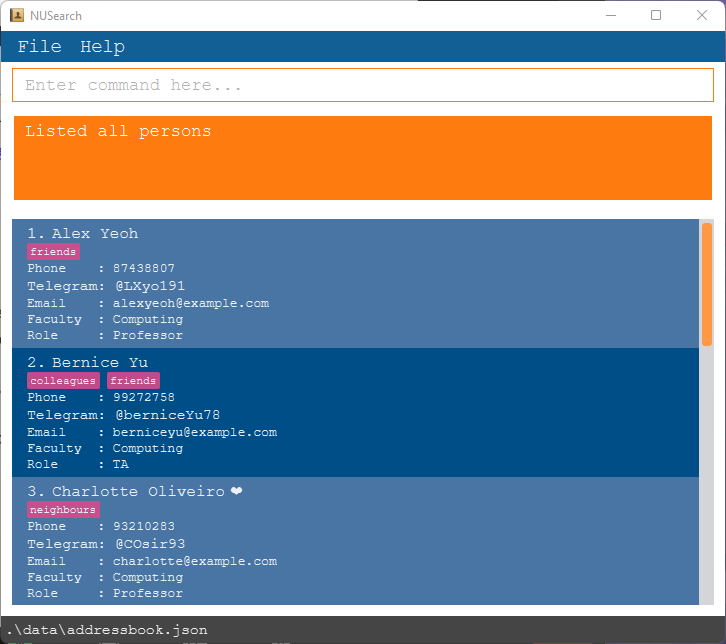 NUSearch
File Help
Enter command here...
Listed all persons
1. Alex Yeoh
friends
Phone : 87438807
Telegram: @LXyo191
Email : alexyeoh@example.com
Faculty : Computing
Role : Professor
2. Bernice Yu
colleagues friends
Phone : 99272758
Telegram: @berniceYu78
Email : berniceyu@example.com
Faculty : Computing
Role : TA
3. Charlotte Oliveiro ❤
neighbours
Phone : 93210283
Telegram: @COsir93
Email : charlotte@example.com
Faculty : Computing
Role : Professor
.\data\addressbook.json